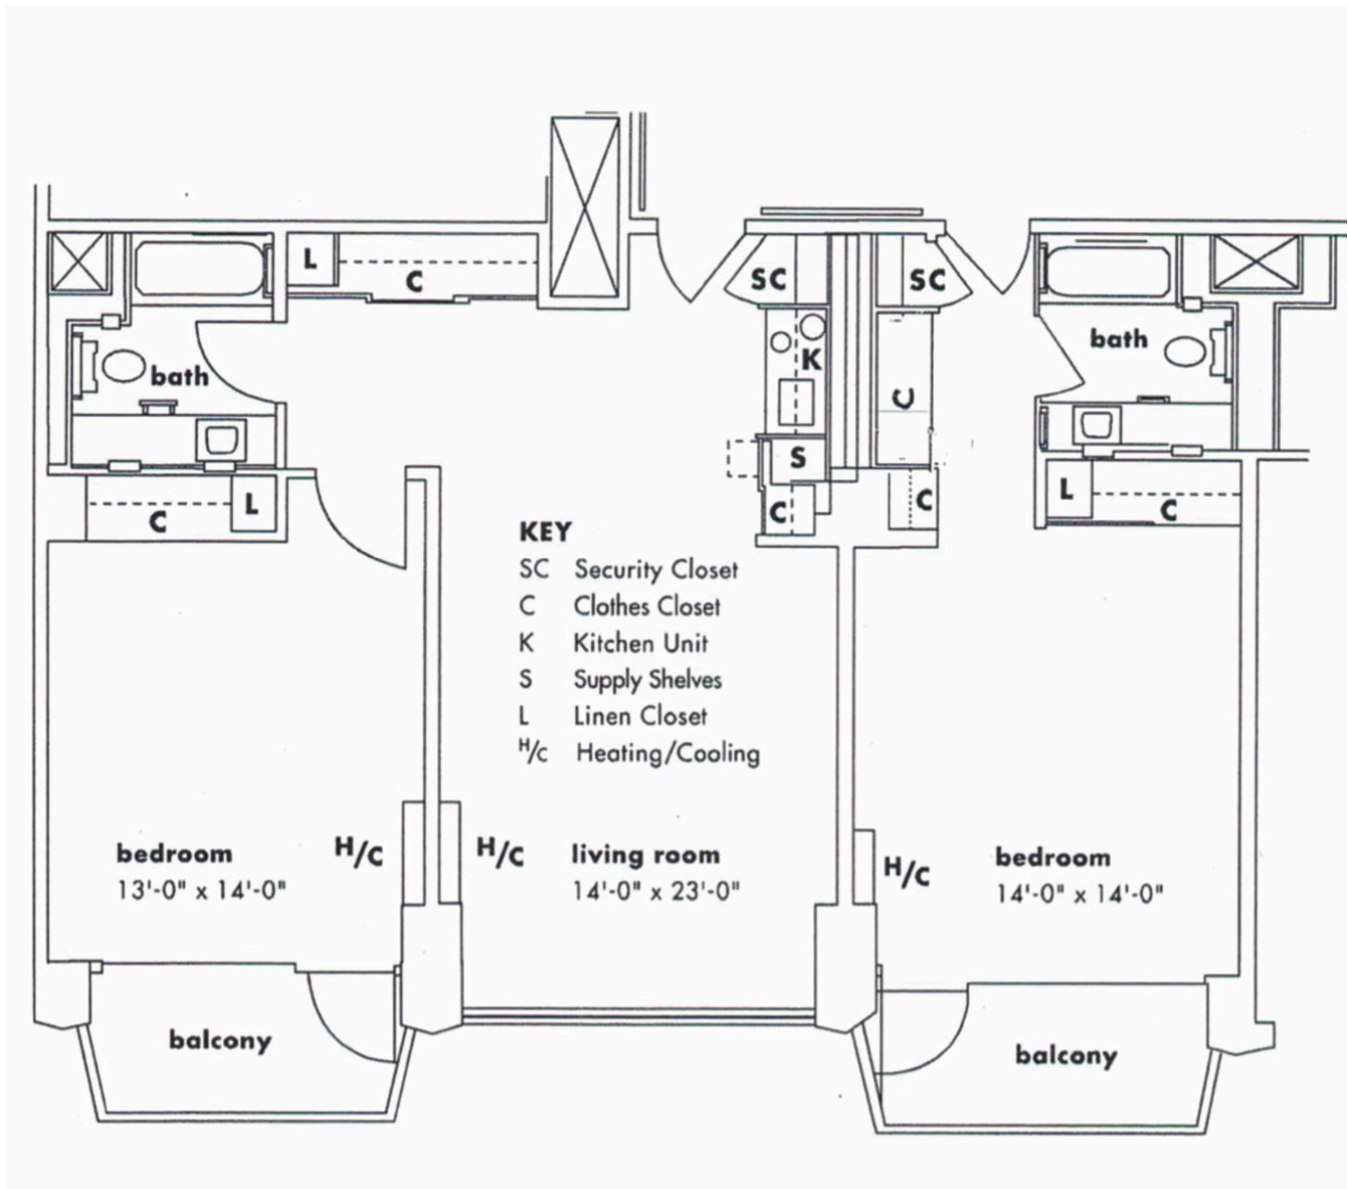 L
C
SC
SC
bath
K
C
bath
S
C
L
C
C
L
C
KEY
SC Security Closet
C Clothes Closet
K Kitchen Unit
S Supply Shelves
L Linen Closet
H/C Heating/Cooling
bedroom
13'-0" x 14'-0"
H/C
H/C
living room
14'-0" x 23'-0"
H/C
bedroom
14'-0" x 14'-0"
balcony
balcony